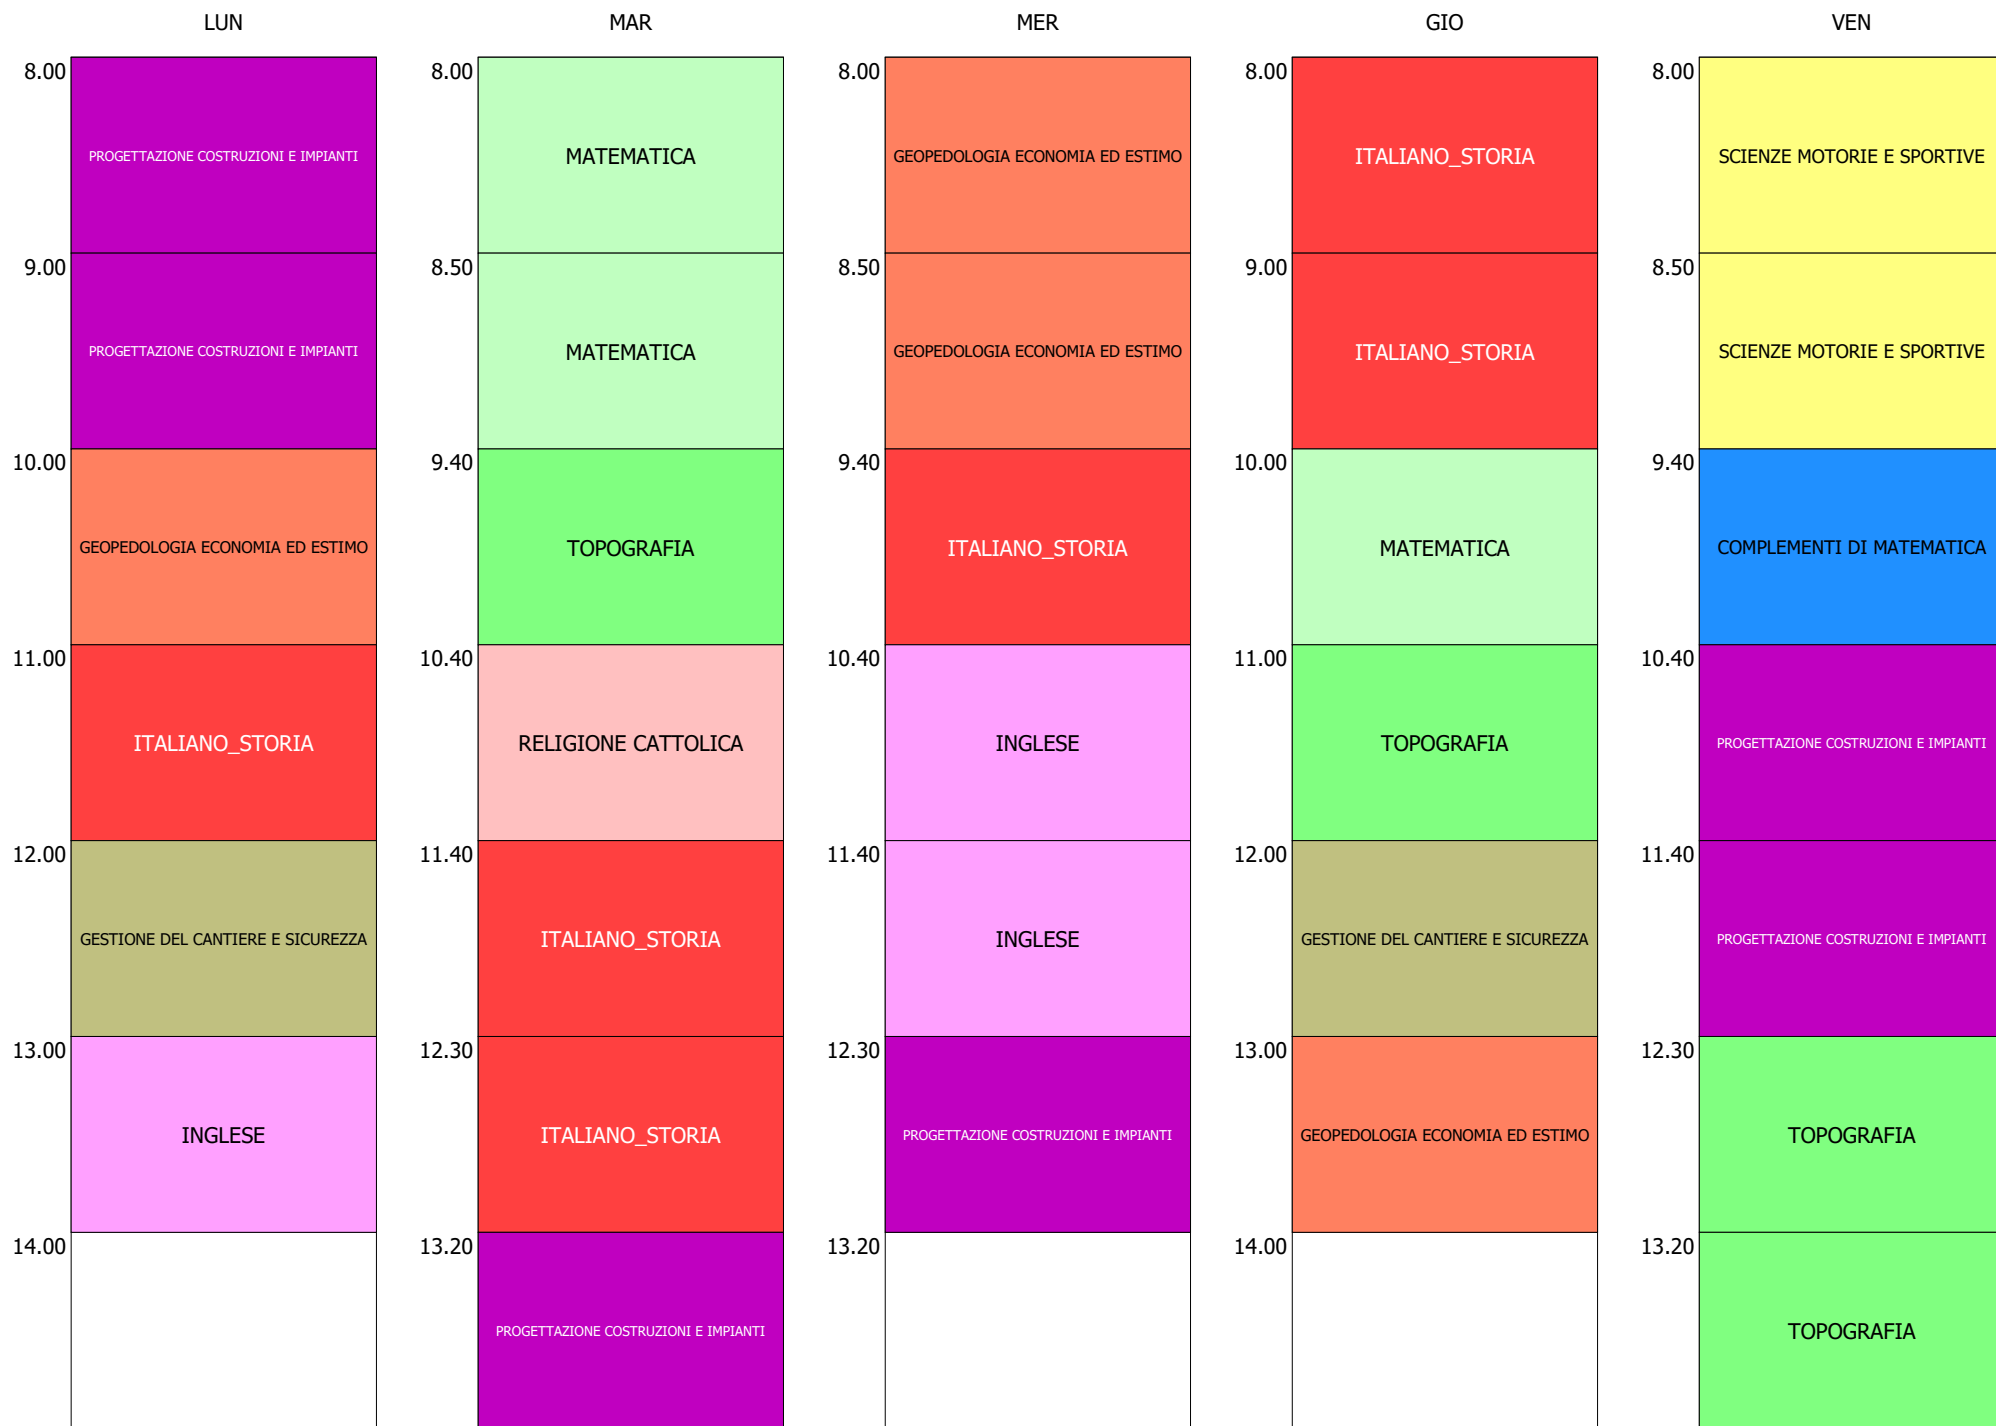 LUN MAR MER GIO VEN
8.00 PROGETTAZIONE COSTRUZIONI E IMPIANTI 8.00 MATEMATICA 8.00 GEOPEDOLOGIA ECONOMIA ED ESTIMO 8.00 ITALIANO_STORIA 8.00 SCIENZE MOTORIE E SPORTIVE
9.00 PROGETTAZIONE COSTRUZIONI E IMPIANTI 8.50 MATEMATICA 8.50 GEOPEDOLOGIA ECONOMIA ED ESTIMO 9.00 ITALIANO_STORIA 8.50 SCIENZE MOTORIE E SPORTIVE
10.00 GEOPEDOLOGIA ECONOMIA ED ESTIMO 9.40 TOPOGRAFIA 9.40 ITALIANO_STORIA 10.00 MATEMATICA 9.40 COMPLEMENTI DI MATEMATICA
11.00 ITALIANO_STORIA 10.40 RELIGIONE CATTOLICA 10.40 INGLESE 11.00 TOPOGRAFIA 10.40 PROGETTAZIONE COSTRUZIONI E IMPIANTI
12.00 GESTIONE DEL CANTIERE E SICUREZZA 11.40 ITALIANO_STORIA 11.40 INGLESE 12.00 GESTIONE DEL CANTIERE E SICUREZZA 11.40 PROGETTAZIONE COSTRUZIONI E IMPIANTI
13.00 INGLESE 12.30 ITALIANO_STORIA 12.30 PROGETTAZIONE COSTRUZIONI E IMPIANTI 13.00 GEOPEDOLOGIA ECONOMIA ED ESTIMO 12.30 TOPOGRAFIA
14.00 13.20 PROGETTAZIONE COSTRUZIONI E IMPIANTI 13.20 14.00 13.20 TOPOGRAFIA